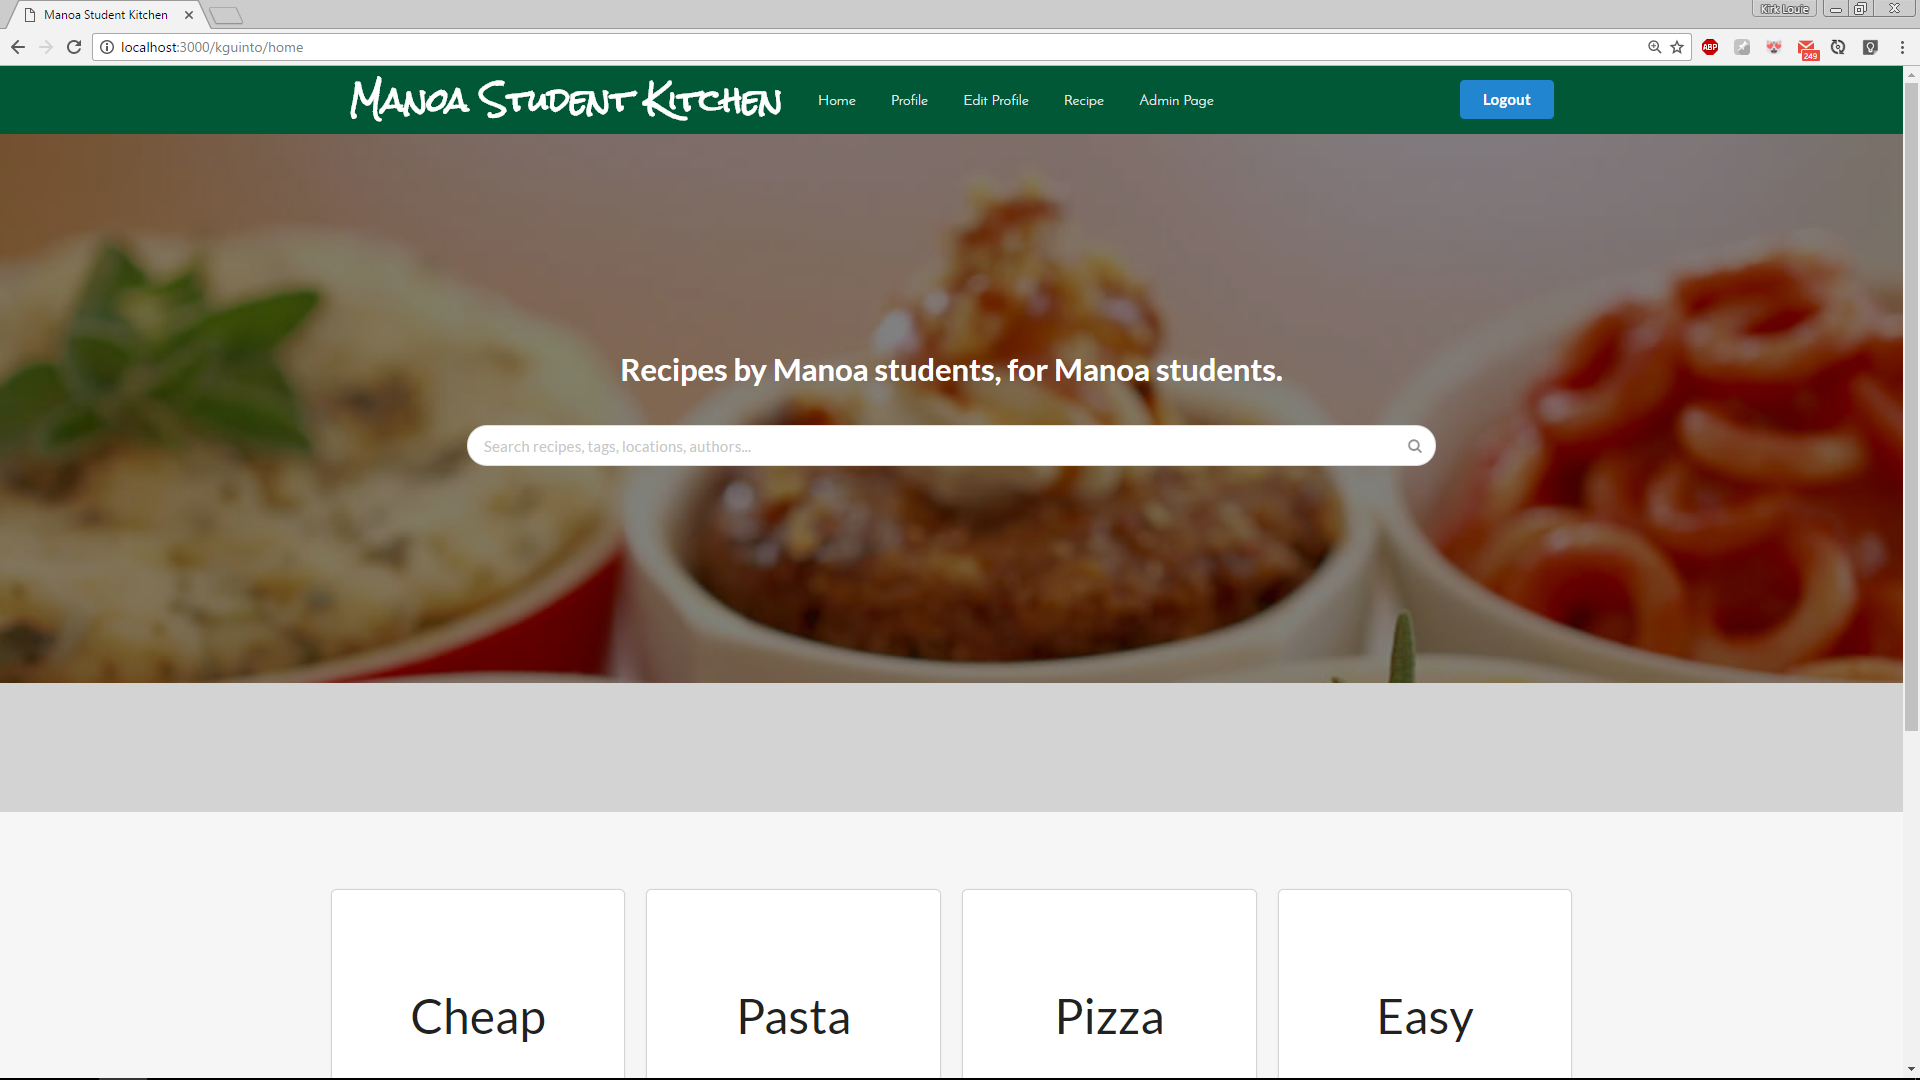 Manoa Student Kitchen
Kirk Louie
localhost:3000/kguinto/home
ABP
249
Manoa Student Kitchen
Home
Profile
Edit Profile
Recipe
Admin Page
Logout
Recipes by Manoa students, for Manoa students.
Search recipes, tags, locations, authors...
Cheap
Pasta
Pizza
Easy